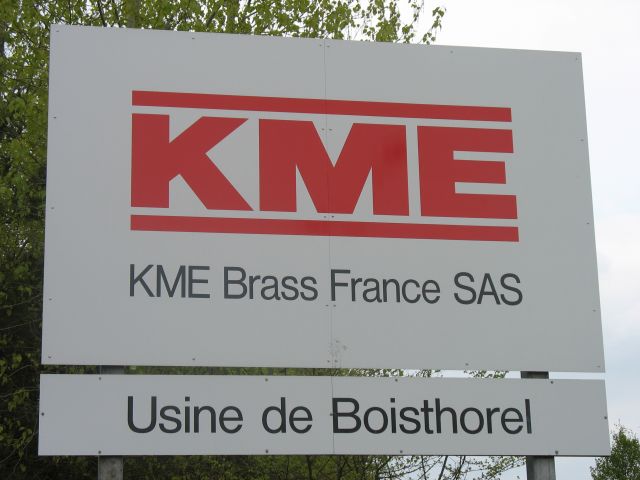 KME
KME Brass France SAS
Usine de Boisthorel